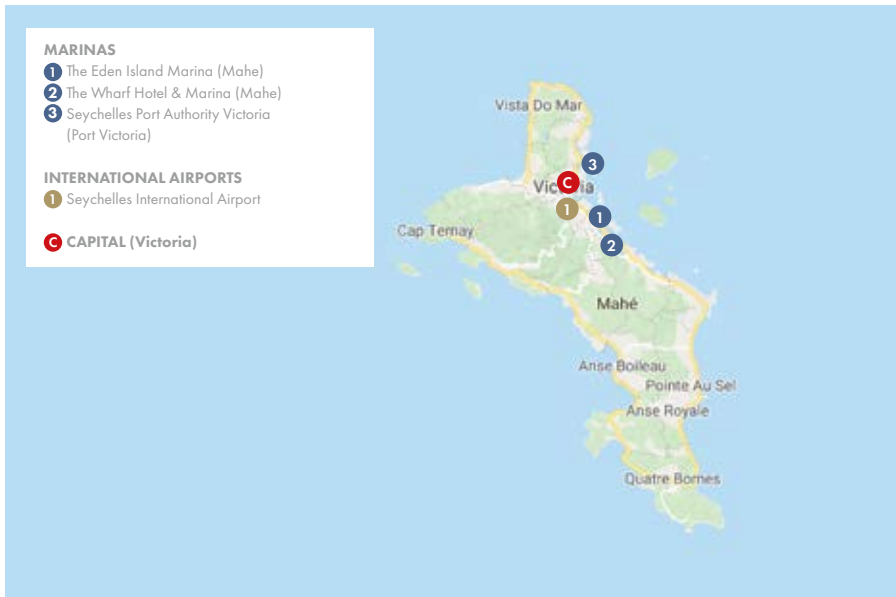 MARINAS
1 The Eden Island Marina (Mahe)
2 The Wharf Hotel & Marina (Mahe)
3 Seychelles Port Authority Victoria
(Port Victoria)
INTERNATIONAL AIRPORTS
1 Seychelles International Airport
C CAPITAL (Victoria)
Vista Do Mar
3
C
Victoria
1
1
Cap Ternay
2
Mahé
Anse Boileau
Pointe Au Sel
Anse Royale
Quatre Bornes